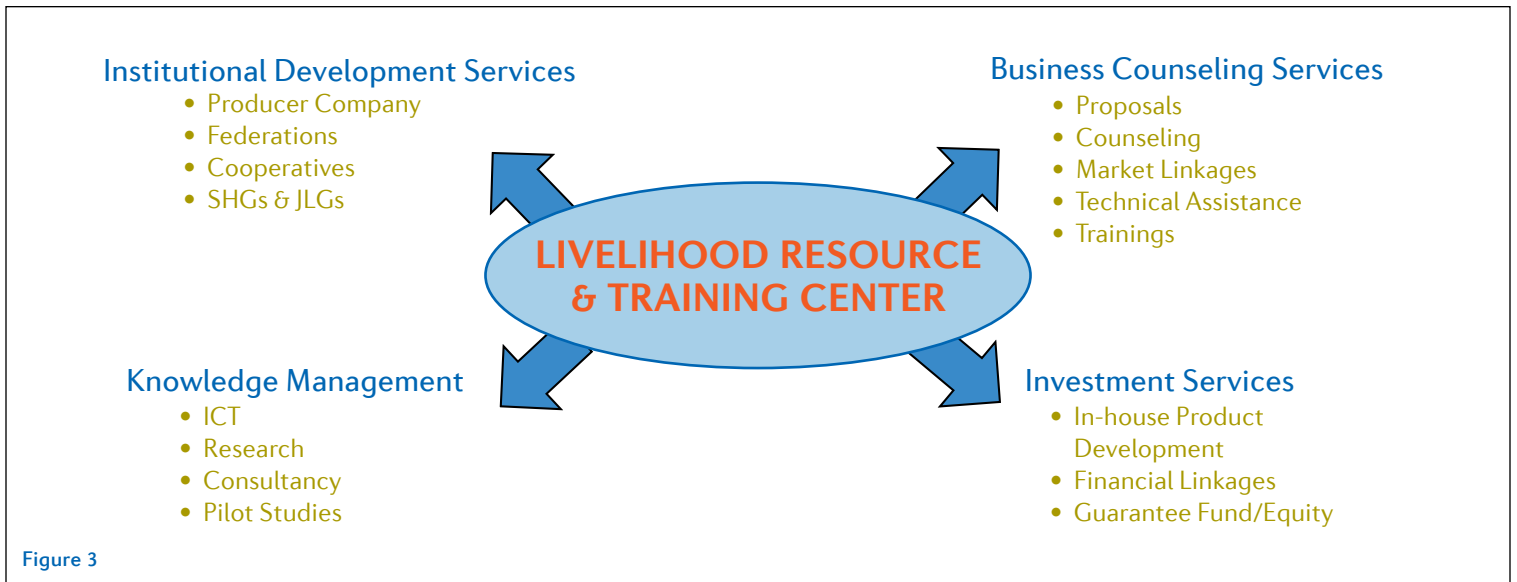 Institutional Development Services
• Producer Company
• Federations
• Cooperatives
• SHGs & JLGs
Business Counseling Services
• Proposals
• Counseling
• Market Linkages
• Technical Assistance
• Trainings
LIVELIHOOD RESOURCE
& TRAINING CENTER
Knowledge Management
• ICT
• Research
• Consultancy
• Pilot Studies
Investment Services
• In-house Product
Development
• Financial Linkages
• Guarantee Fund/Equity
Figure 3